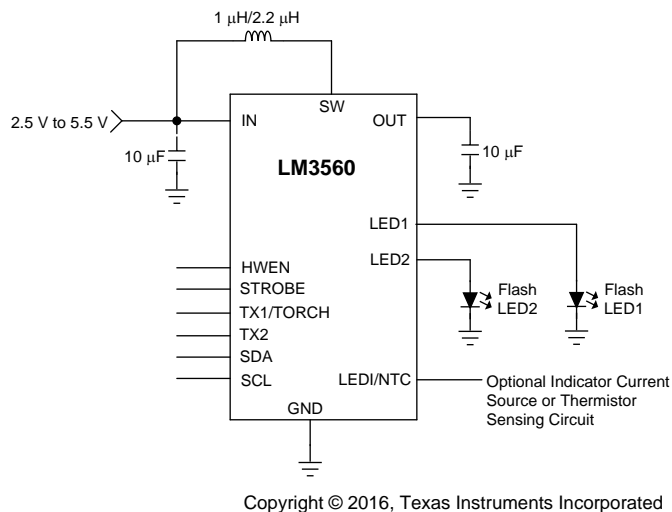 1 μH/2.2 μH
SW
2.5 V to 5.5 V
IN
OUT
10 μF
10 μF
LM3560
LED1
LED2
HWEN
STROBE
TX1/TORCH
TX2
SDA
SCL
Flash
LED2
Flash
LED1
LEDI/NTC
Optional Indicator Current
Source or Thermistor
Sensing Circuit
GND
Copyright © 2016, Texas Instruments Incorporated